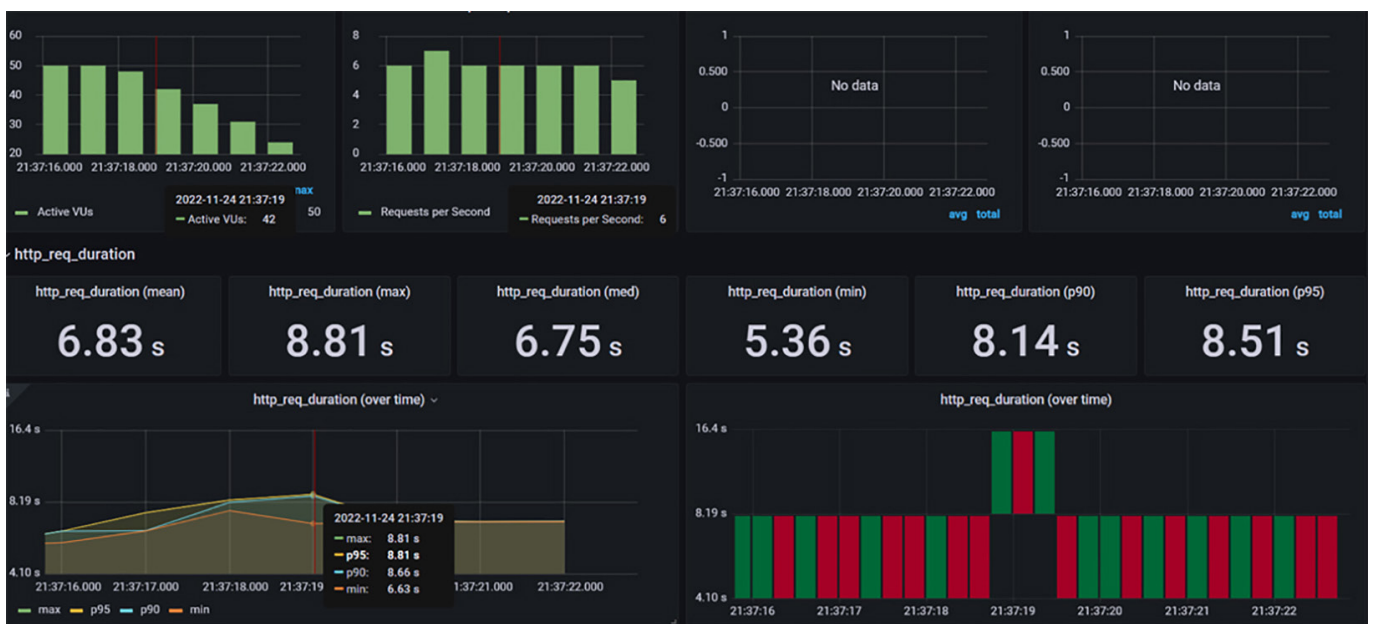 60
50
40
30
20
21:37:16.000 21:37:18.000 21:37:20.000 21:37:22.000
Active VUs
max
50
2022-11-24 21:37:19
Active VUs: 42
8
6
4
2
0
21:37:16.000 21:37:18.000 21:37:20.000 21:37:22.000
Requests per Second
2022-11-24 21:37:19
Requests per Second: 6
1
0.500
0
-0.500
-1
No data
21:37:16.000 21:37:18.000 21:37:20.000 21:37:22.000
avg total
1
0.500
0
-0.500
-1
No data
21:37:16.000 21:37:18.000 21:37:20.000 21:37:22.000
avg total
http_req_duration
http_req_duration (mean)
6.83 s
http_req_duration (max)
8.81 s
http_req_duration (med)
6.75 s
http_req_duration (min)
5.36 s
http_req_duration (p90)
8.14 s
http_req_duration (p95)
8.51 s
http_req_duration (over time)
16.4 s
8.19 s
4.10 s
21:37:16.000 21:37:17.000 21:37:18.000 21:37:19 1:37:21.000 21:37:22.000
2022-11-24 21:37:19
max: 8.81 s
p95: 8.81 s
p90: 8.66 s
min: 6.63 s
max p95 p90 min
http_req_duration (over time)
16.4 s
8.19 s
4.10 s
21:37:16 21:37:17 21:37:18 21:37:19 21:37:20 21:37:21 21:37:22